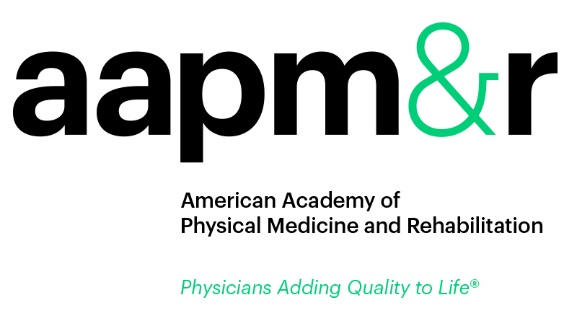 aapm&r
American Academy of
Physical Medicine and Rehabilitation
Physicians Adding Quality to Life®